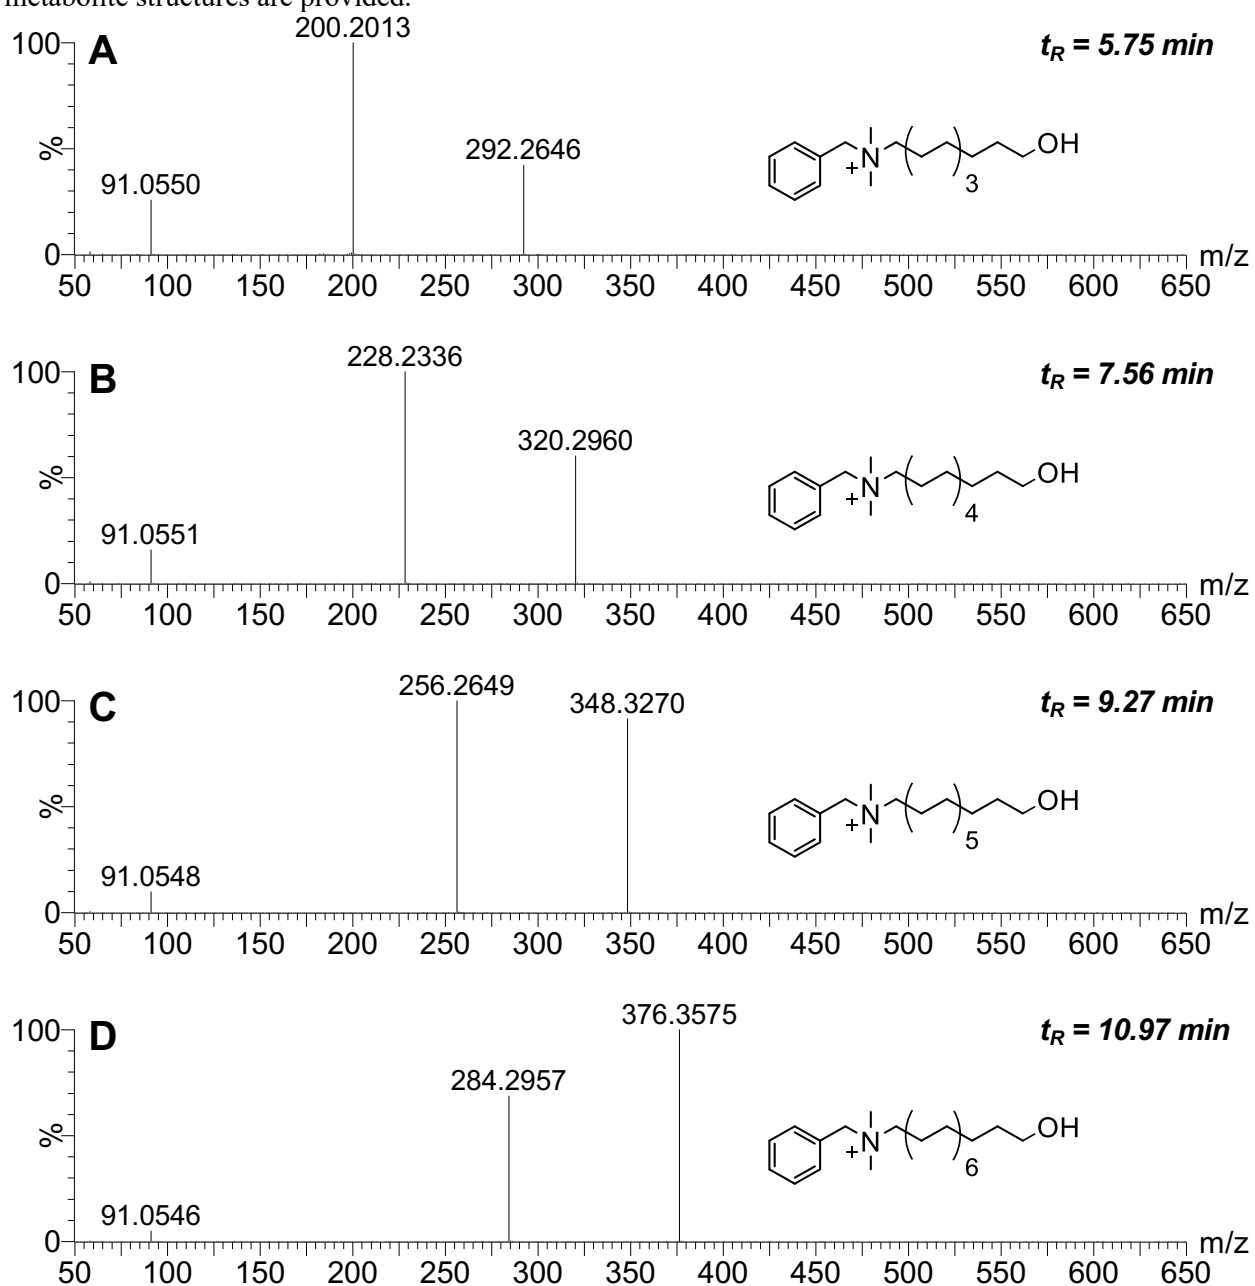 metabolite structures are provided.
A
200.2013
tR = 5.75 min
100
%
0
292.2646
91.0550
N
+
OH
3
50 100 150 200 250 300 350 400 450 500 550 600 650
m/z
B
228.2336
tR = 7.56 min
100
%
0
320.2960
91.0551
N
+
OH
4
50 100 150 200 250 300 350 400 450 500 550 600 650
m/z
C
256.2649
tR = 9.27 min
100
%
0
348.3270
91.0548
N
+
OH
5
50 100 150 200 250 300 350 400 450 500 550 600 650
m/z
D
376.3575
tR = 10.97 min
100
%
0
284.2957
91.0546
N
+
OH
6
50 100 150 200 250 300 350 400 450 500 550 600 650
m/z